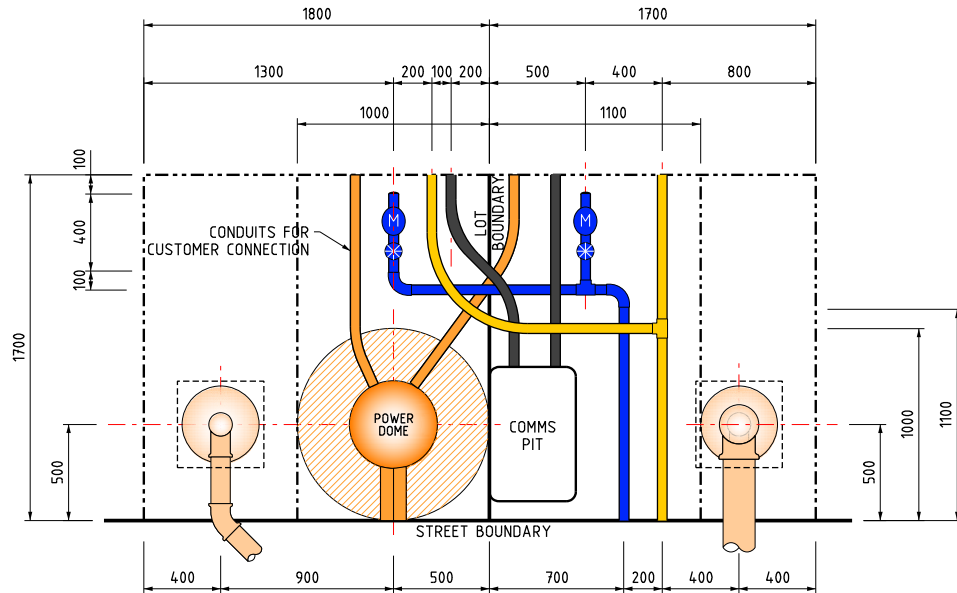 1800
1700
1300
200
100
200
500
400
800
1000
1100
100
400
100
1700
500
CONDUITS FOR
CUSTOMER CONNECTION
LOT
BOUNDARY
M
M
POWER
DOME
COMMS
PIT
500
1000
1100
STREET BOUNDARY
400
900
500
700
200
400
400